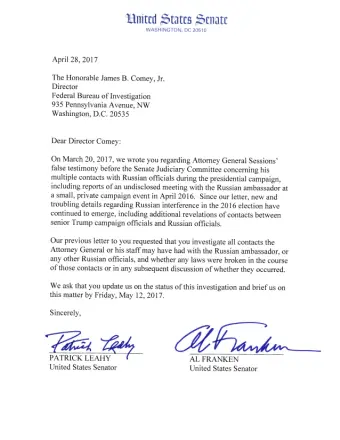 United States Senate
WASHINGTON, DC 20510
April 28, 2017
The Honorable James B. Comey, Jr.
Director
Federal Bureau of Investigation
935 Pennsylvania Avenue, NW
Washington, D.C. 20535
Dear Director Comey:
On March 20, 2017, we wrote you regarding Attorney General Sessions'
false testimony before the Senate Judiciary Committee concerning his
multiple contacts with Russian officials during the presidential campaign,
including reports of an undisclosed meeting with the Russian ambassador at
a small, private campaign event in April 2016. Since our letter, new and
troubling details regarding Russian interference in the 2016 election have
continued to emerge, including additional revelations of contacts between
senior Trump campaign officials and Russian officials.
Our previous letter to you requested that you investigate all contacts the
Attorney General or his staff may have had with the Russian ambassador, or
any other Russian officials, and whether any laws were broken in the course
of those contacts or in any subsequent discussion of whether they occurred.
We ask that you update us on the status of this investigation and brief us on
this matter by Friday, May 12, 2017.
Sincerely,
Patrick Leahy
Al Franken
PATRICK LEAHY
AL FRANKEN
United States Senator
United States Senator